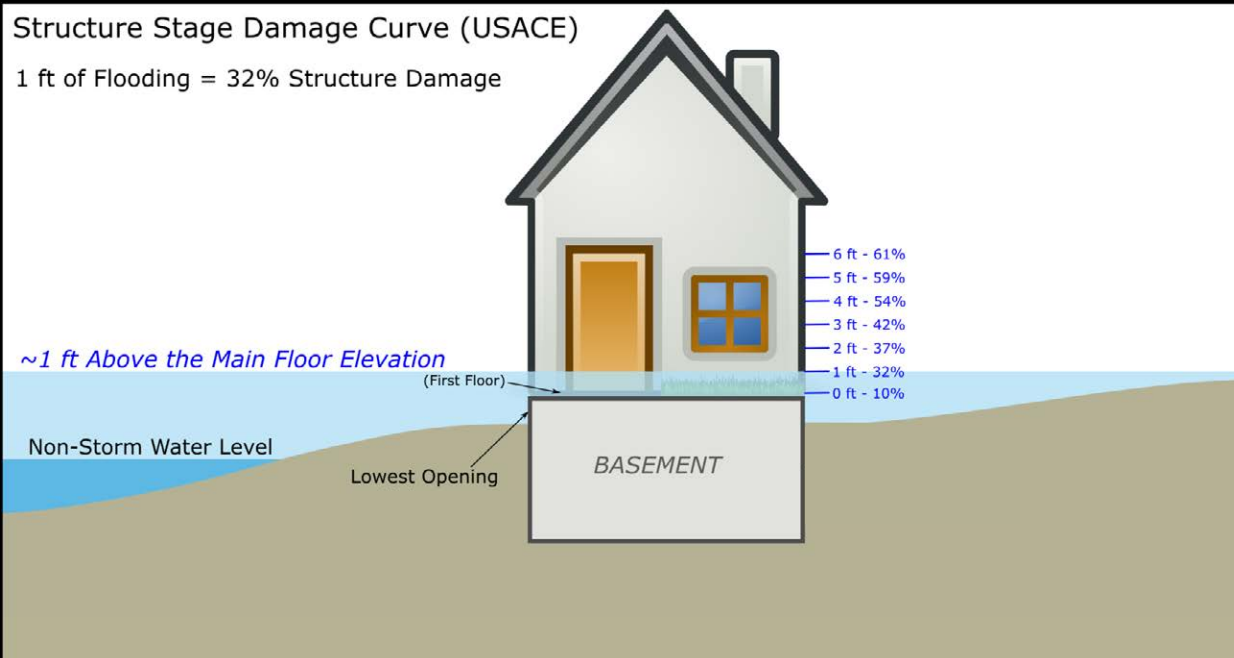 Structure Stage Damage Curve (USACE)
1 ft of Flooding = 32% Structure Damage
6 ft - 61%
5 ft - 59%
4 ft - 54%
3 ft - 42%
2 ft - 37%
~1 ft Above the Main Floor Elevation
1 ft - 32%
(First Floor)
0 ft - 10%
Non-Storm Water Level
Lowest Opening
BASEMENT